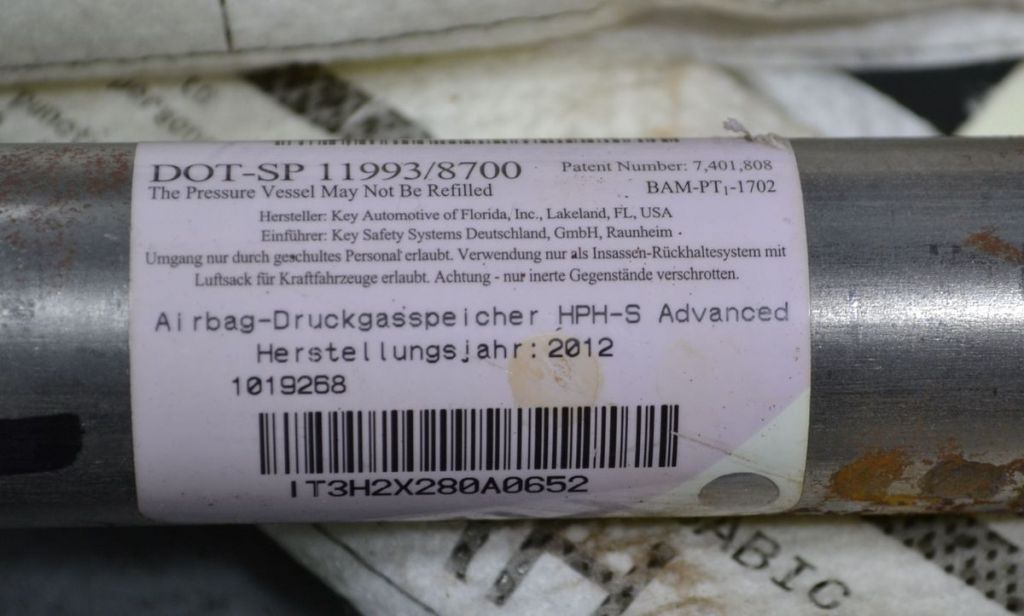 DOT-SP 11993/8700
Patent Number: 7,401,808
The Pressure Vessel May Not Be Refilled
BAM-PT₁-1702
Hersteller: Key Automotive of Florida, Inc., Lakeland, FL, USA
Einführer: Key Safety Systems Deutschland, GmbH, Raunheim
Umgang nur durch geschultes Personal erlaubt. Verwendung nur als Insassen-Rückhaltesystem mit
Luftsack für Kraftfahrzeuge erlaubt. Achtung - nur inerte Gegenstände verschrotten.
Airbag-Druckgasspeicher HPH-S Advanced
Herstellungsjahr: 2012
1019268
IT3H2X280A0652
ABIC